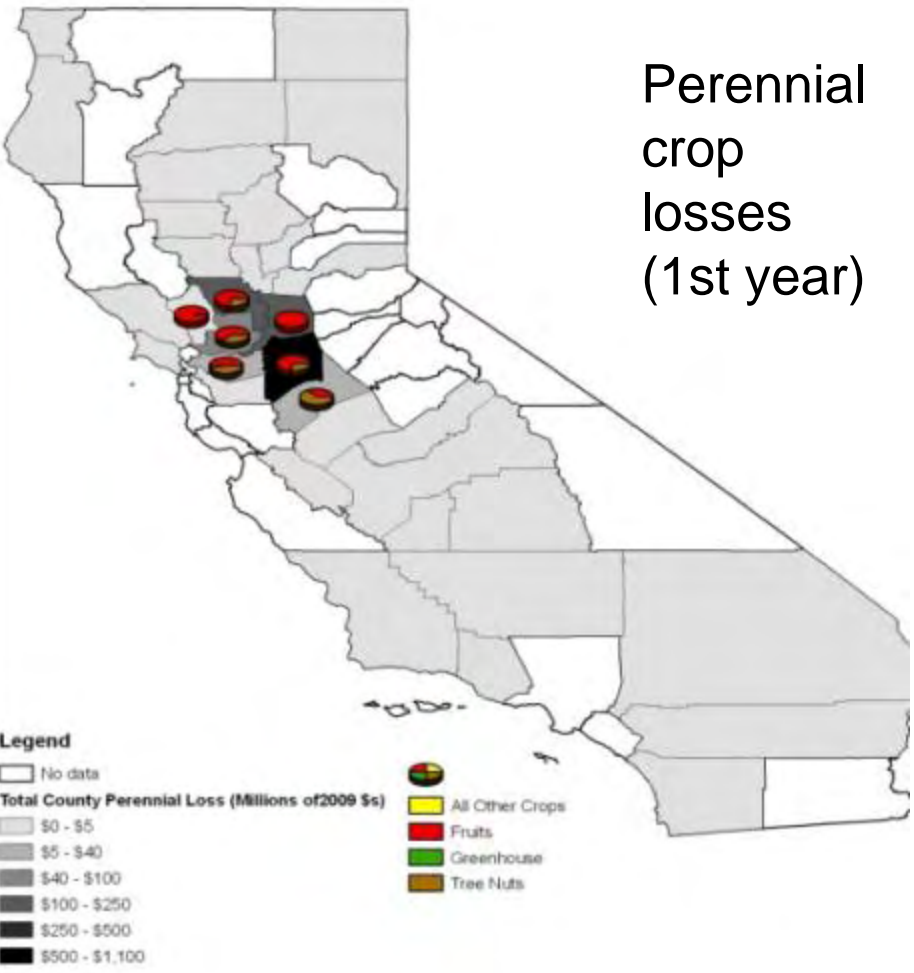 Perennial
crop
losses
(1st year)
Legend
No data
Total County Perennial Loss (Millions of2009 $s)
$0 - $5
$5 - $40
$40 - $100
$100 - $250
$250 - $500
$500 - $1,100
All Other Crops
Fruits
Greenhouse
Tree Nuts